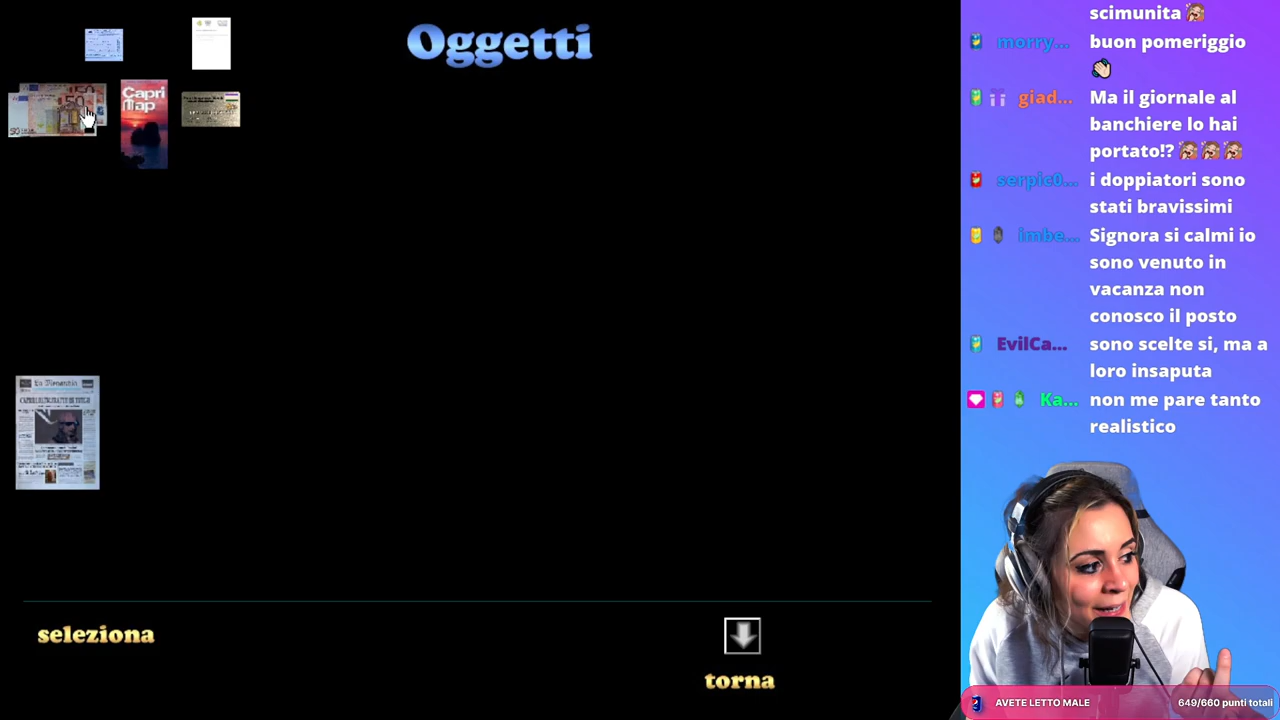 Oggetti
Capri
Map
50
seleziona
torna
scimunita
morry... buon pomeriggio
giad... Ma il giornale al
banchiere lo hai
portato!?
serpic0... i doppiatori sono
stati bravissimi
imbe... Signora si calmi io
sono venuto in
vacanza non
conosco il posto
EvilCa... sono scelte si, ma a
loro insaputa
Ka... non me pare tanto
realistico
AVETE LETTO MALE 649/660 punti totali